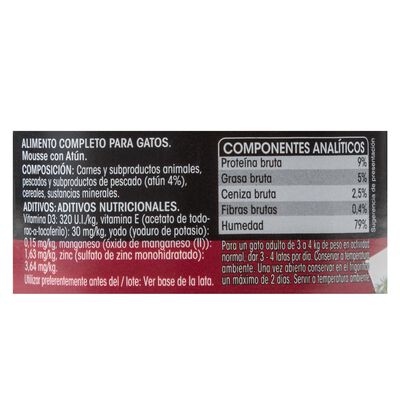 ALIMENTO COMPLETO PARA GATOS.
Mousse con Atún.
COMPOSICIÓN: Carnes y subproductos animales,
pescados y subproductos de pescado (atún 4%),
cereales, sustancias minerales.
ADITIVOS: ADITIVOS NUTRICIONALES.
Vitamina D3: 320 U.I./kg, vitamina E (acetato de todo-
rac-a-tocoferilo): 30 mg/kg, yodo (yoduro de potasio):
0,15 mg/kg, manganeso (óxido de manganeso (II)):
1,63 mg/kg, zinc (sulfato de zinc monohidratado):
3,64 mg/kg.
Utilizar preferentemente antes del / lote: Ver base de la lata.
COMPONENTES ANALÍTICOS
Proteína bruta 9%
Grasa bruta 5%
Ceniza bruta 2,5%
Fibras brutas 0,4%
Humedad 79%
Para un gato adulto de 3 a 4 kg de peso en actividad
normal, dar 3 - 4 latas por día. Conservar a temperatura
ambiente. Una vez abierto conservar en el frigorífico
un máximo de 2 días. Servir a temperatura ambiente.
Sugerencia de presentación